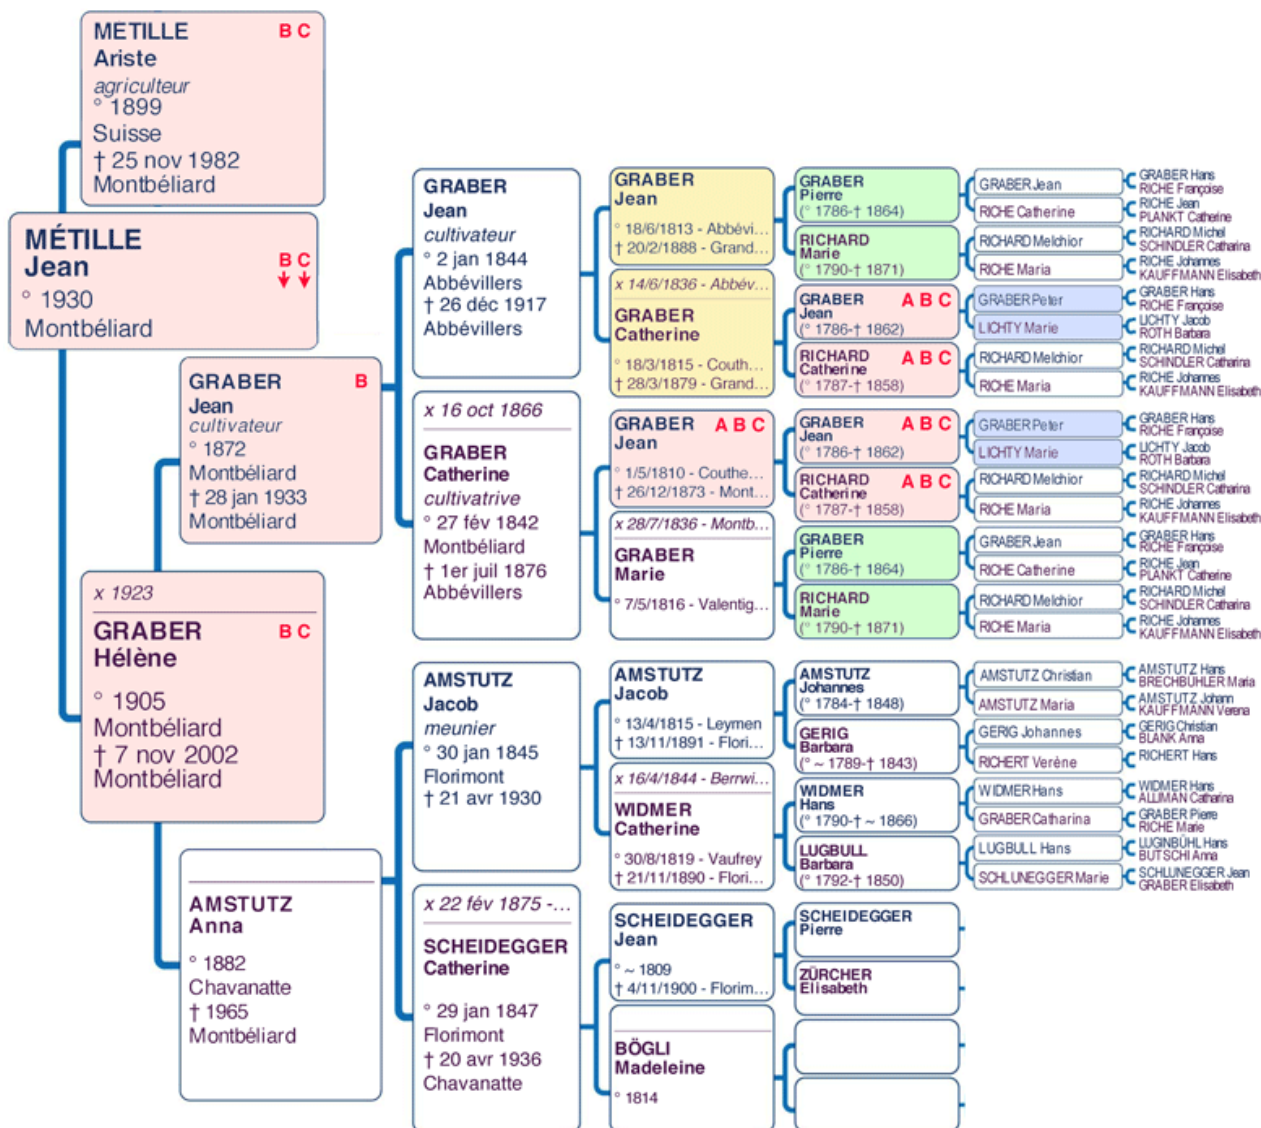 METILLE B C
Ariste
agriculteur
° 1899
Suisse
† 25 nov 1982
Montbéliard
MÉTILLE
Jean B C
° 1930
Montbéliard
GRABER B
Jean
cultivateur
° 1872
Montbéliard
† 28 jan 1933
Montbéliard
x 1923
GRABER B C
Hélène
° 1905
Montbéliard
† 7 nov 2002
Montbéliard
AMSTUTZ
Anna
° 1882
Chavanatte
† 1965
Montbéliard
GRABER
Jean
cultivateur
° 2 jan 1844
Abbévillers
† 26 déc 1917
Abbévillers
x 16 oct 1866
GRABER
Catherine
cultivatrive
° 27 fév 1842
Montbéliard
† 1er juil 1876
Abbévillers
AMSTUTZ
Jacob
meunier
° 30 jan 1845
Florimont
† 21 avr 1930
x 22 fév 1875 -...
SCHEIDEGGER
Catherine
° 29 jan 1847
Florimont
† 20 avr 1936
Chavanatte
GRABER
Jean
° 18/6/1813 - Abbévi...
† 20/2/1888 - Grand...
x 14/6/1836 - Abbév...
GRABER
Catherine
° 18/3/1815 - Couth...
† 28/3/1879 - Grand...
GRABER A B C
Jean
° 1/5/1810 - Couthe...
† 26/12/1873 - Mont...
x 28/7/1836 - Montb...
GRABER
Marie
° 7/5/1816 - Valentig...
AMSTUTZ
Jacob
° 13/4/1815 - Leymen
† 13/11/1891 - Flori...
x 16/4/1844 - Berrwi...
WIDMER
Catherine
° 30/8/1819 - Vaufrey
† 21/11/1890 - Flori...
SCHEIDEGGER
Jean
° ~ 1809
† 4/11/1900 - Florim...
BÖGLI
Madeleine
° 1814
GRABER
Pierre
(° 1786-† 1864)
RICHARD
Marie
(° 1790-† 1871)
GRABER A B C
Jean
(° 1786-† 1862)
RICHARD A B C
Catherine
(° 1787-† 1858)
GRABER A B C
Jean
(° 1786-† 1862)
RICHARD A B C
Catherine
(° 1787-† 1858)
GRABER
Pierre
(° 1786-† 1864)
RICHARD
Marie
(° 1790-† 1871)
AMSTUTZ
Johannes
(° 1784-† 1848)
GERIG
Barbara
(° ~ 1789-† 1843)
WIDMER
Hans
(° 1790-† ~ 1866)
LUGBULL
Barbara
(° 1792-† 1850)
SCHEIDEGGER
Pierre
ZÜRCHER
Elisabeth
GRABER Jean
RICHE Catherine
RICHARD Melchior
RICHE Maria
GRABER Peter
LICHTY Marie
RICHARD Melchior
RICHE Maria
GRABER Peter
LICHTY Marie
RICHARD Melchior
RICHE Maria
GRABER Jean
RICHE Catherine
RICHARD Melchior
RICHE Maria
AMSTUTZ Christian
AMSTUTZ Maria
GERIG Johannes
RICHERT Verène
WIDMER Hans
GRABER Catharina
LUGBULL Hans
SCHLUNEGGER Marie
GRABER Hans
RICHE Françoise
RICHE Jean
PLANKT Catherine
RICHARD Michel
SCHINDLER Catharina
RICHE Johannes
KAUFFMANN Elisabeth
GRABER Hans
RICHE Françoise
LICHTY Jacob
ROTH Barbara
RICHARD Michel
SCHINDLER Catharina
RICHE Johannes
KAUFFMANN Elisabeth
GRABER Hans
RICHE Françoise
LICHTY Jacob
ROTH Barbara
RICHARD Michel
SCHINDLER Catharina
RICHE Johannes
KAUFFMANN Elisabeth
GRABER Hans
RICHE Françoise
RICHE Jean
PLANKT Catherine
RICHARD Michel
SCHINDLER Catharina
RICHE Johannes
KAUFFMANN Elisabeth
AMSTUTZ Hans
BRECHBUHLER Maria
AMSTUTZ Johann
KAUFFMANN Verena
GERIG Christian
BLANK Anna
RICHERT Hans
WIDMER Hans
ALLIMAN Catharina
GRABER Pierre
RICHE Marie
LUGINBÜHL Hans
BUTSCHI Anna
SCHLUNEGGER Jean
GRABER Elisabeth